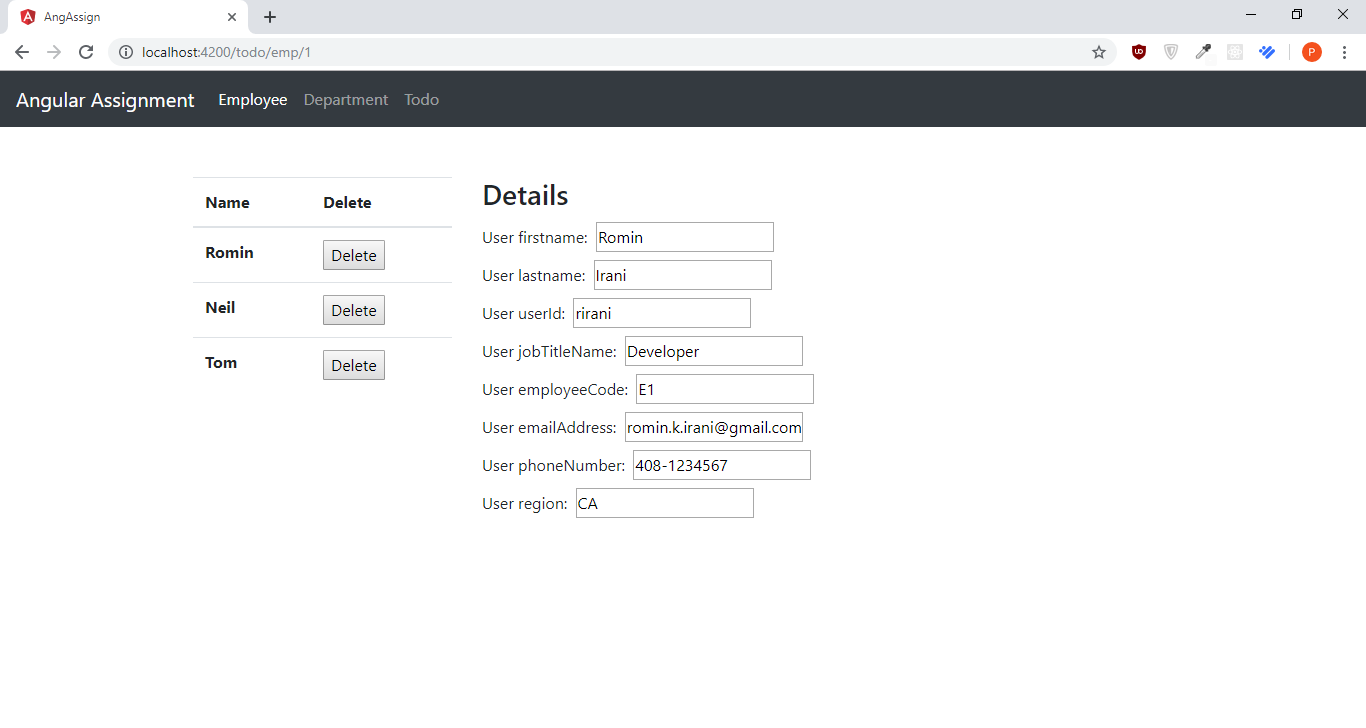 AngAssign
localhost:4200/todo/emp/1
UD
P
Angular Assignment Employee Department Todo
Name Delete
Romin Delete
Neil Delete
Tom Delete
Details
User firstname: Romin
User lastname: Irani
User userId: rirani
User jobTitleName: Developer
User employeeCode: E1
User emailAddress: romin.k.irani@gmail.com
User phoneNumber: 408-1234567
User region: CA